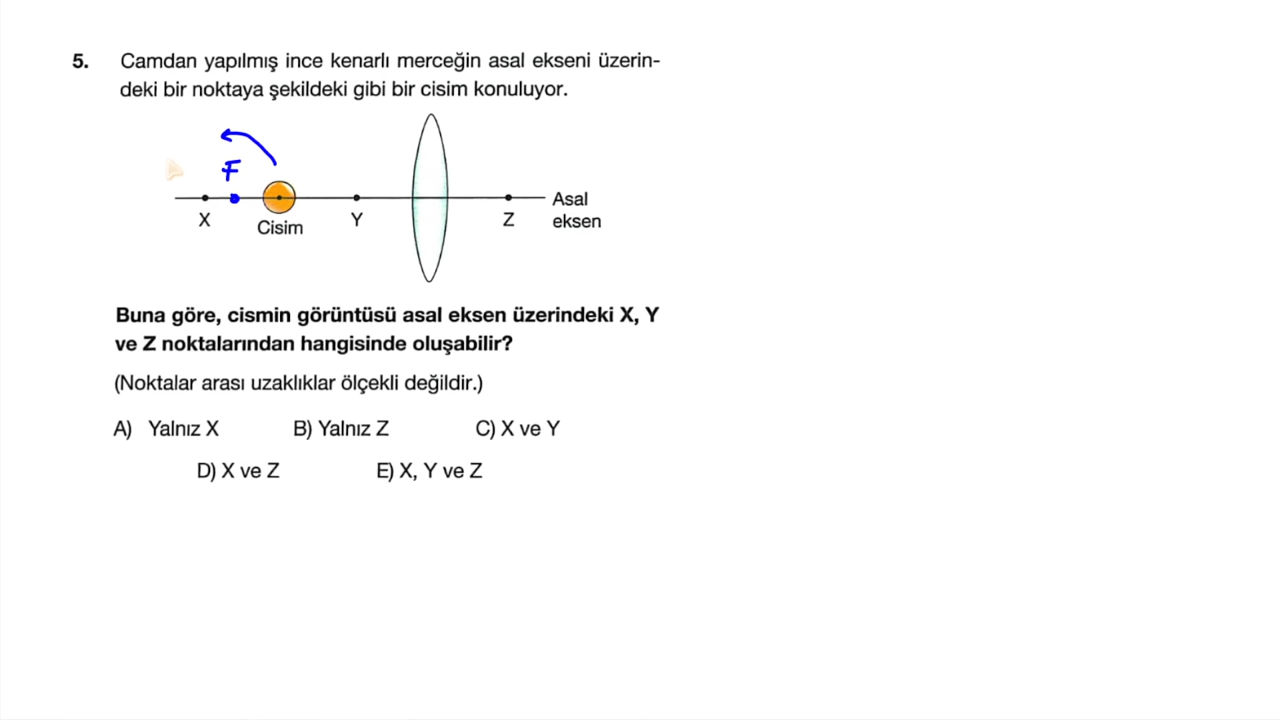 5. Camdan yapılmış ince kenarlı merceğin asal ekseni üzerin-
deki bir noktaya şekildeki gibi bir cisim konuluyor.
F
X
Cisim
Y
Z
Asal
eksen
Buna göre, cismin görüntüsü asal eksen üzerindeki X, Y
ve Z noktalarından hangisinde oluşabilir?
(Noktalar arası uzaklıklar ölçekli değildir.)
A) Yalnız X B) Yalnız Z C) X ve Y
D) X ve Z E) X, Y ve Z